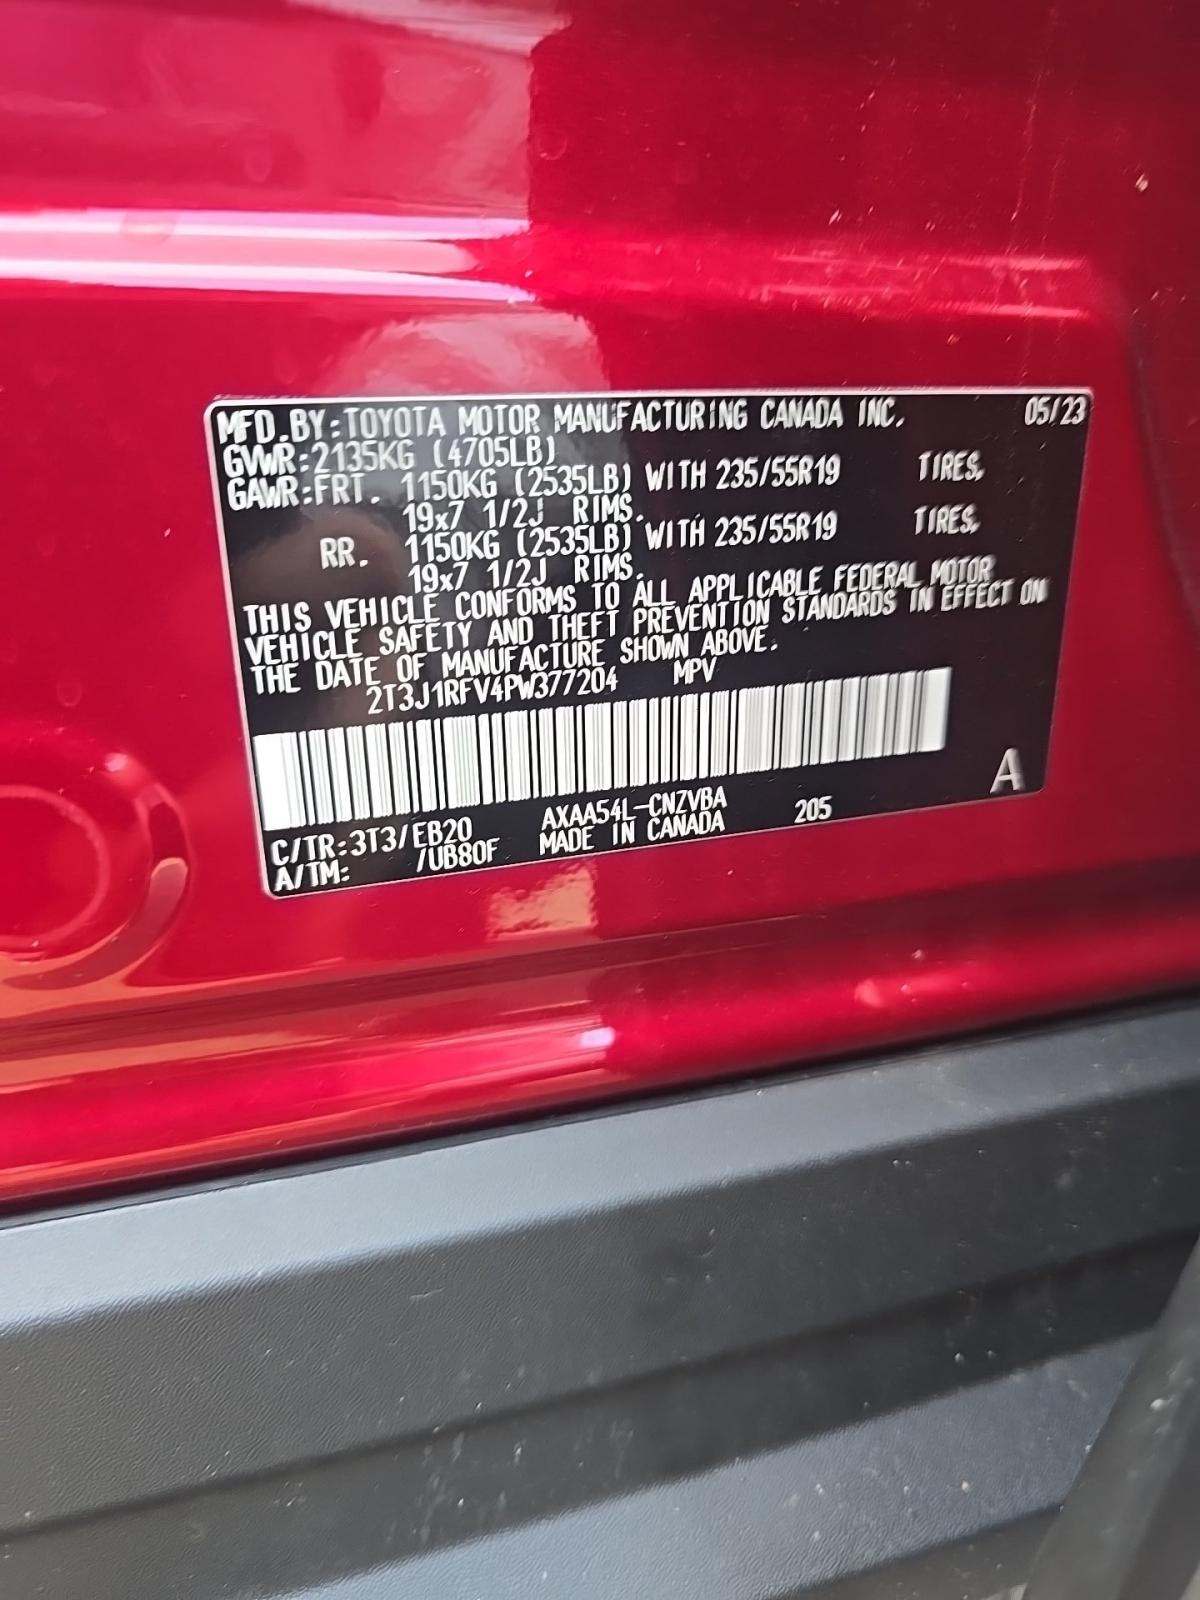 MFD.BY:TOYOTA MOTOR MANUFACTURING CANADA INC. 05/23
GVWR:2135KG (4705LB)
GAWR:FRT. 1150KG (2535LB) WITH 235/55R19 TIRES,
19x7 1/2J RIMS.
RR. 1150KG (2535LB) WITH 235/55R19 TIRES,
19x7 1/2J RIMS.
THIS VEHICLE CONFORMS TO ALL APPLICABLE FEDERAL MOTOR
VEHICLE SAFETY AND THEFT PREVENTION STANDARDS IN EFFECT ON
THE DATE OF MANUFACTURE SHOWN ABOVE.
2T3J1RFV4PW377204 MPV
A
C/TR:3T3/EB20 AXAA54L-CNZVBA 205
A/TM: /UB80F MADE IN CANADA